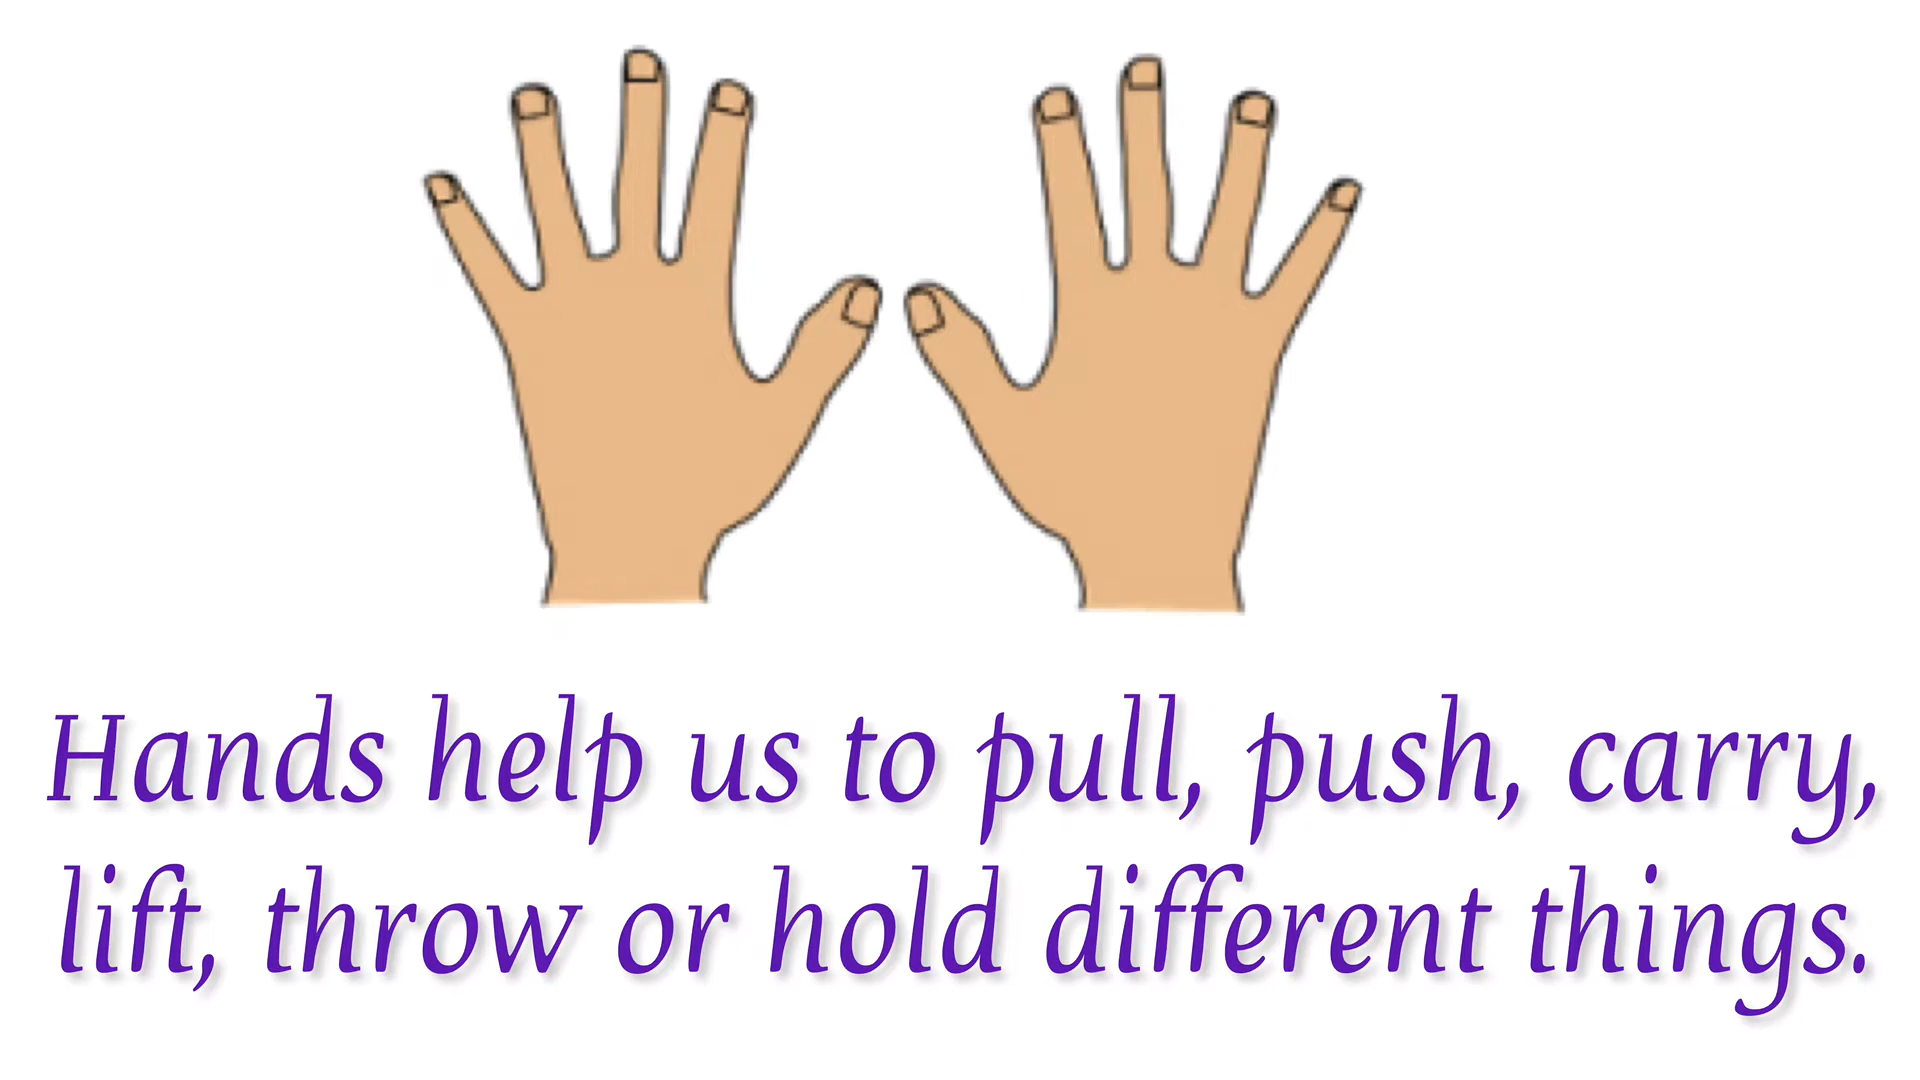 Hands help us to pull, push, carry,
lift, throw or hold different things.